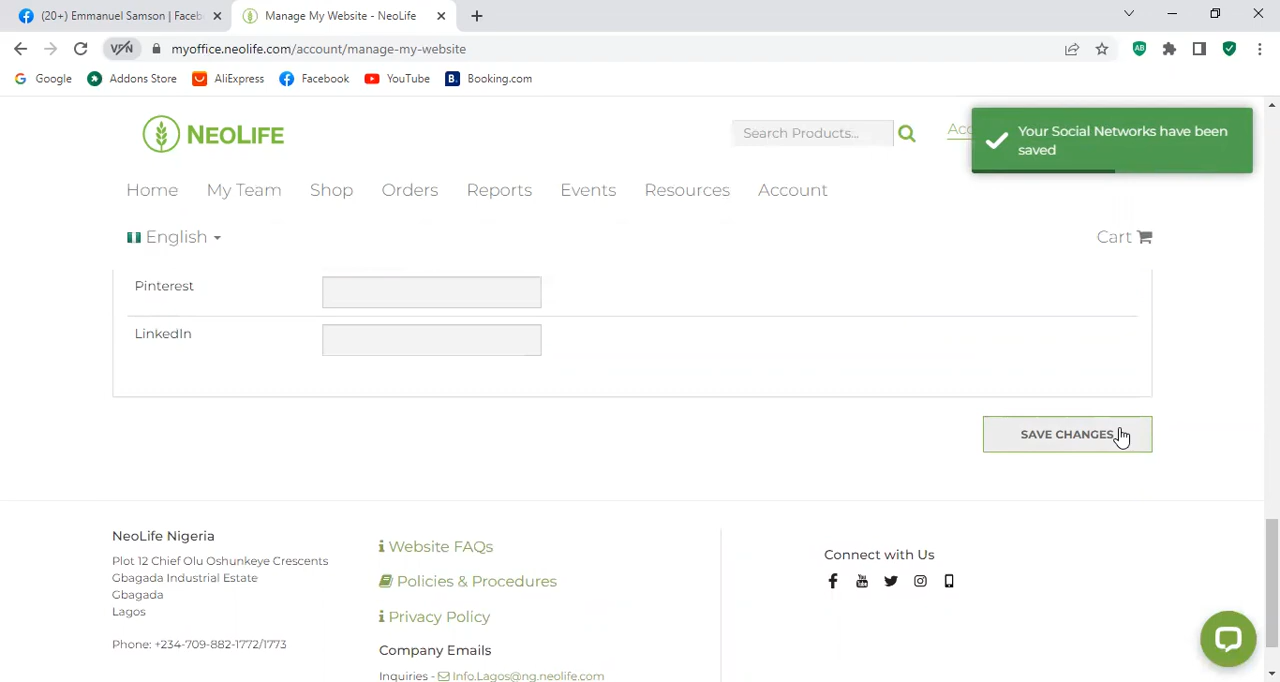 (20+) Emmanuel Samson | Faceb
Manage My Website - NeoLife
VPN
myoffice.neolife.com/account/manage-my-website
AB
Google
Addons Store
AliExpress
Facebook
YouTube
B.
Booking.com
NEOLIFE
Search Products...
Acc
Your Social Networks have been
saved
Home
My Team
Shop
Orders
Reports
Events
Resources
Account
English
Cart
Pinterest
LinkedIn
SAVE CHANGES
NeoLife Nigeria
Plot 12 Chief Olu Oshunkeye Crescents
Gbagada Industrial Estate
Gbagada
Lagos
Phone: +234-709-882-1772/1773
Website FAQs
Policies & Procedures
Privacy Policy
Company Emails
Inquiries - Info.Lagos@ng.neolife.com
Connect with Us